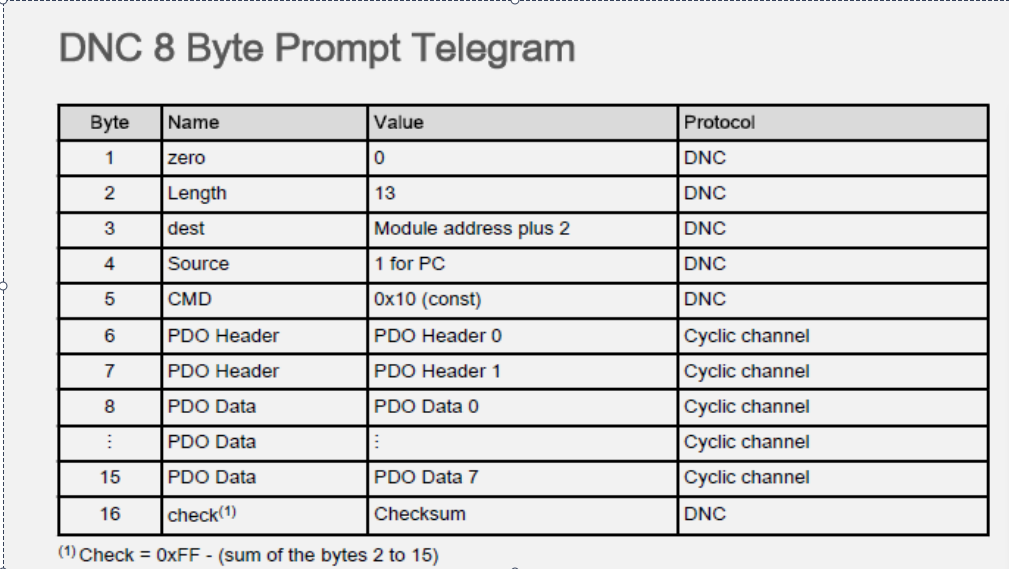 DNC 8 Byte Prompt Telegram
Byte Name Value Protocol
1 zero 0 DNC
2 Length 13 DNC
3 dest Module address plus 2 DNC
4 Source 1 for PC DNC
5 CMD 0x10 (const) DNC
6 PDO Header PDO Header 0 Cyclic channel
7 PDO Header PDO Header 1 Cyclic channel
8 PDO Data PDO Data 0 Cyclic channel
⋮ PDO Data ⋮ Cyclic channel
15 PDO Data PDO Data 7 Cyclic channel
16 check(1) Checksum DNC
(1) Check = 0xFF - (sum of the bytes 2 to 15)